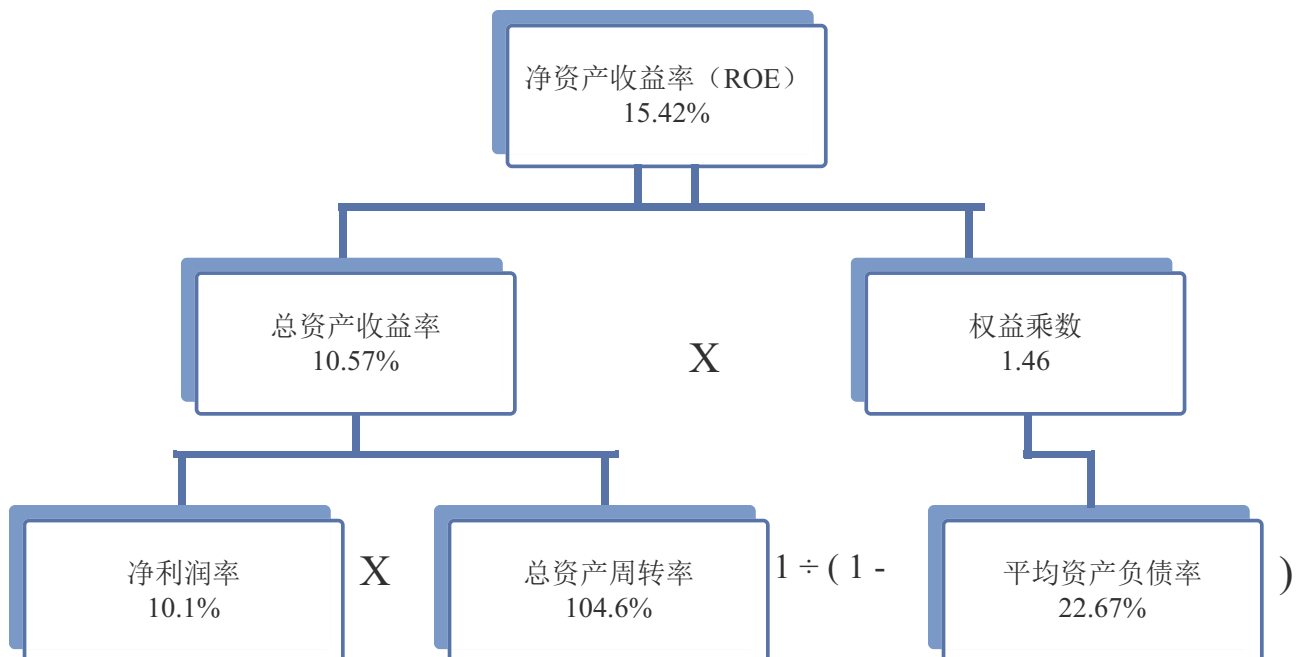 净资产收益率（ROE）
15.42%
总资产收益率
10.57%
X
权益乘数
1.46
净利润率
10.1%
X
总资产周转率
104.6%
1 ÷ ( 1 -
平均资产负债率
22.67%
)